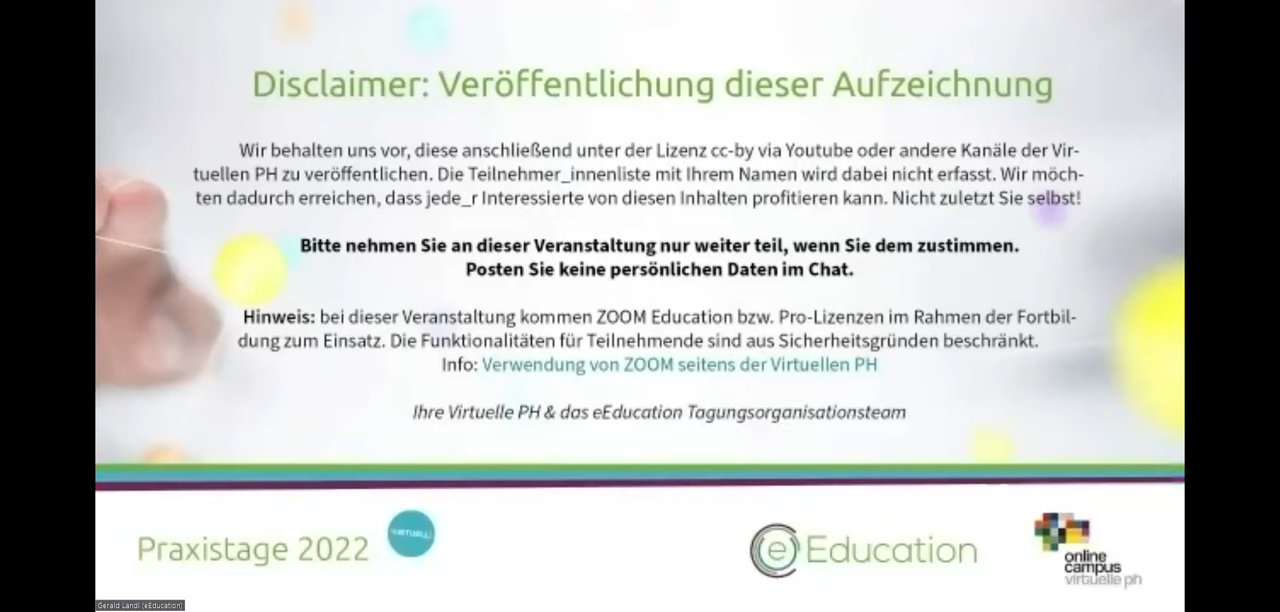 Disclaimer: Veröffentlichung dieser Aufzeichnung
Wir behalten uns vor, diese anschließend unter der Lizenz cc-by via Youtube oder andere Kanäle der Vir-
tuellen PH zu veröffentlichen. Die Teilnehmer_innenliste mit Ihrem Namen wird dabei nicht erfasst. Wir möch-
ten dadurch erreichen, dass jede_r Interessierte von diesen Inhalten profitieren kann. Nicht zuletzt Sie selbst!
Bitte nehmen Sie an dieser Veranstaltung nur weiter teil, wenn Sie dem zustimmen.
Posten Sie keine persönlichen Daten im Chat.
Hinweis: bei dieser Veranstaltung kommen ZOOM Education bzw. Pro-Lizenzen im Rahmen der Fortbil-
dung zum Einsatz. Die Funktionalitäten für Teilnehmende sind aus Sicherheitsgründen beschränkt.
Info: Verwendung von ZOOM seitens der Virtuellen PH
Ihre Virtuelle PH & das eEducation Tagungsorganisationsteam
Praxistage 2022
VIRTUELL!
e Education
online
campus
virtuelle ph
Gerald Landl (eEducation)